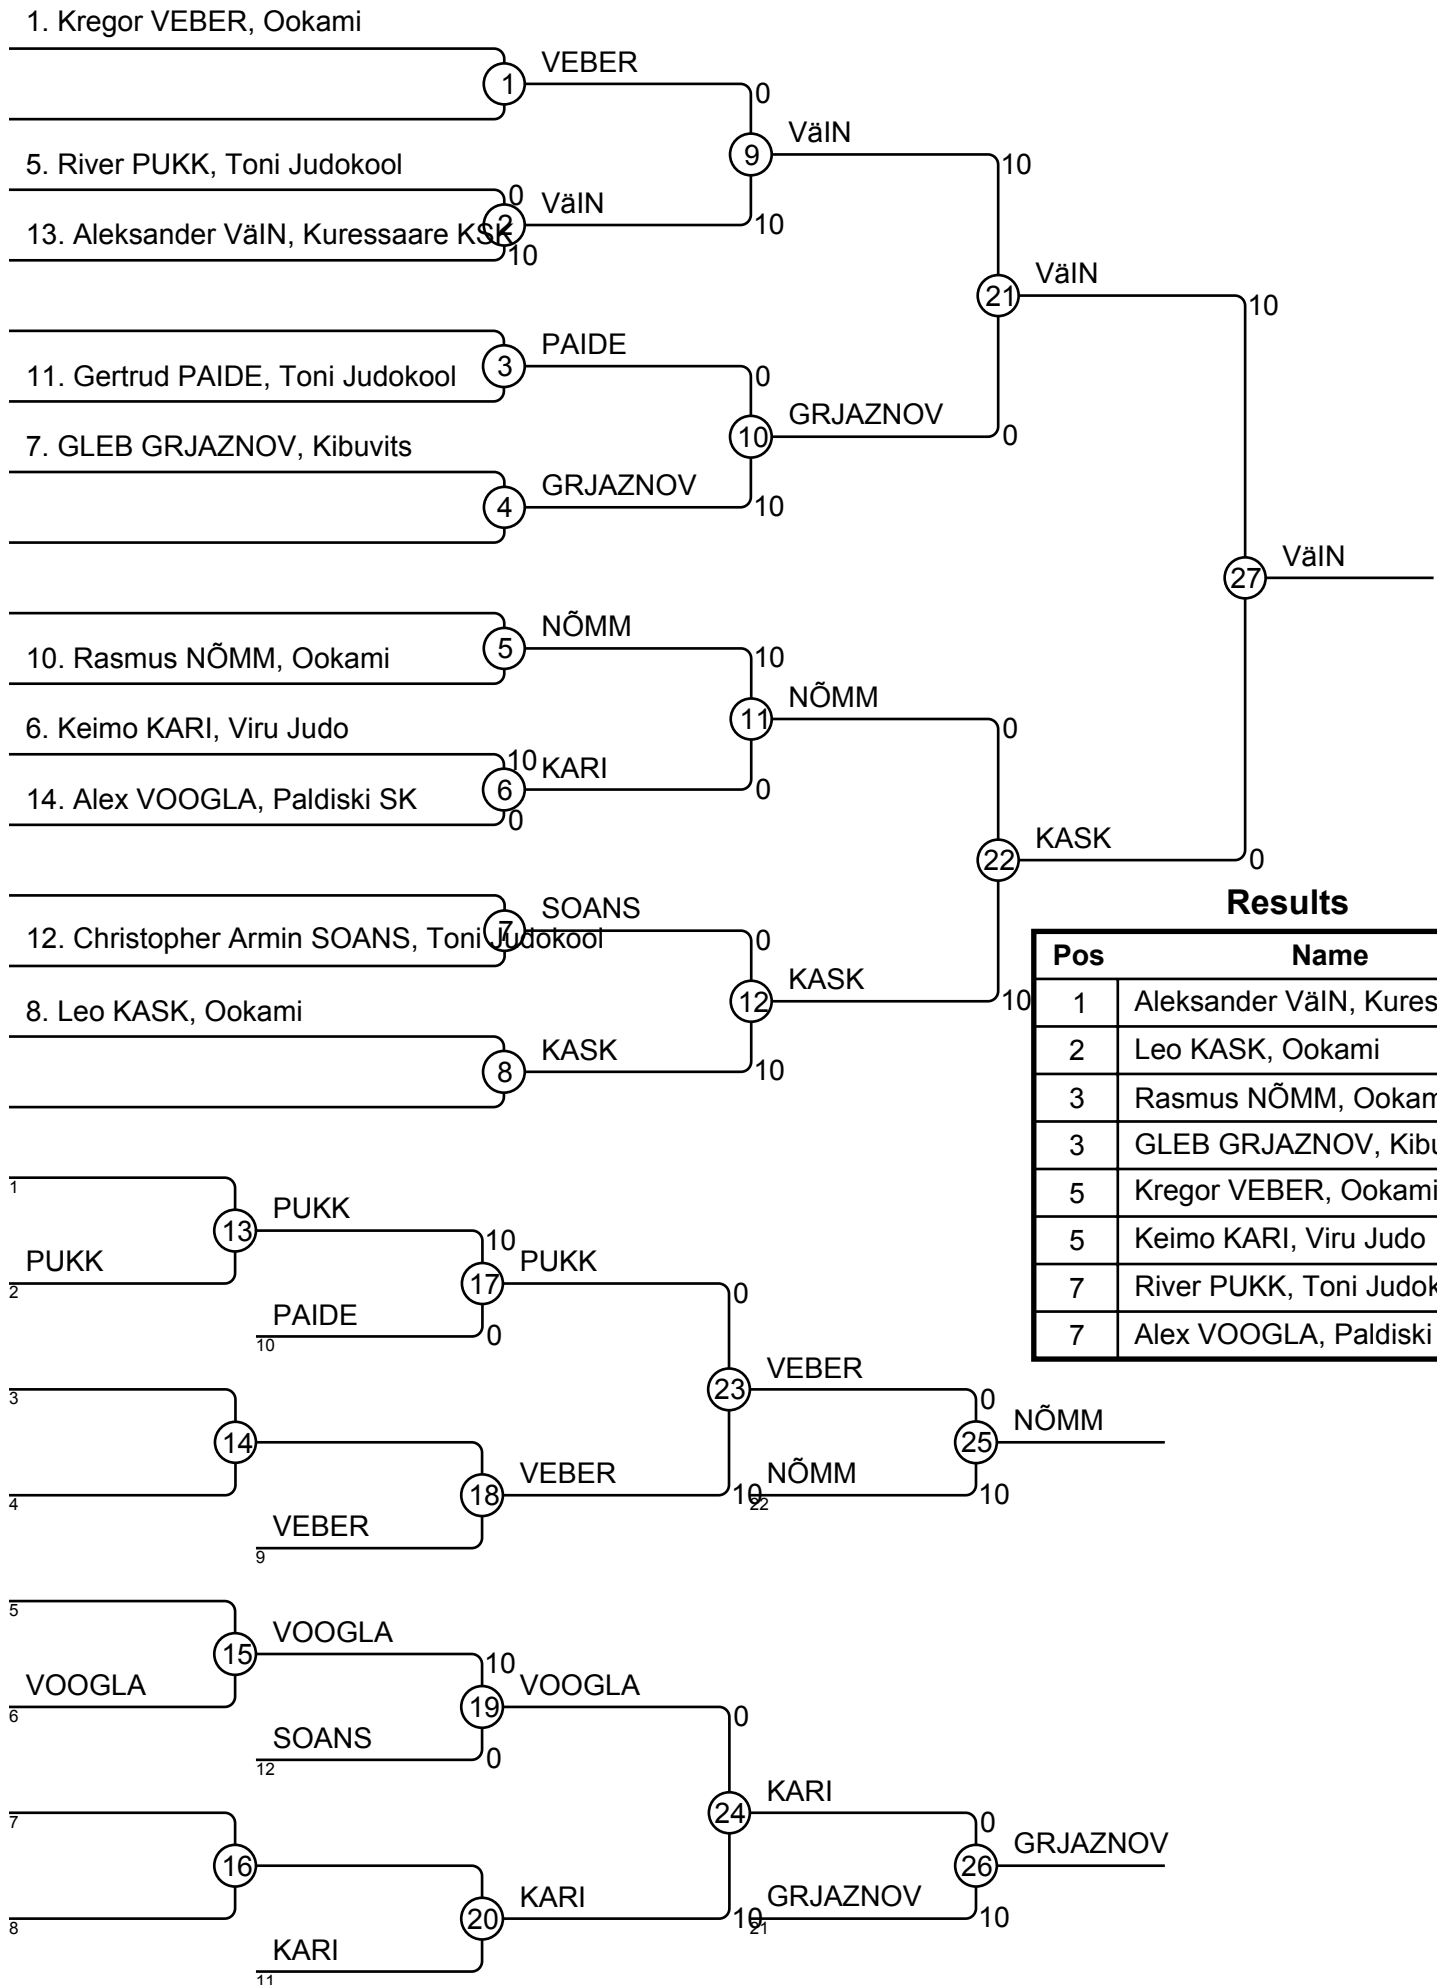 1. Kregor VEBER, Ookami
1
VEBER
0
5. River PUKK, Toni Judokool
0
2
VäIN
10
13. Aleksander VäIN, Kuressaare KSK
10
9
VäIN
10
11. Gertrud PAIDE, Toni Judokool
3
PAIDE
0
7. GLEB GRJAZNOV, Kibuvits
4
GRJAZNOV
10
10
GRJAZNOV
0
21
VäIN
10
10. Rasmus NÕMM, Ookami
5
NÕMM
10
6. Keimo KARI, Viru Judo
10
6
KARI
0
14. Alex VOOGLA, Paldiski SK
0
11
NÕMM
0
12. Christopher Armin SOANS, Toni Judokool
7
SOANS
0
8. Leo KASK, Ookami
8
KASK
10
12
KASK
10
22
KASK
0
27
VäIN
Results
Pos Name
1 Aleksander VäIN, Kures
2 Leo KASK, Ookami
3 Rasmus NÕMM, Ookam
3 GLEB GRJAZNOV, Kibu
5 Kregor VEBER, Ookami
5 Keimo KARI, Viru Judo
7 River PUKK, Toni Judok
7 Alex VOOGLA, Paldiski
1
13
PUKK
10
PUKK
2
17
PUKK
0
PAIDE
10
0
3
14
4
18
VEBER
10
VEBER
9
23
VEBER
0
NÕMM
22
10
25
NÕMM
5
15
VOOGLA
10
VOOGLA
6
19
VOOGLA
0
SOANS
12
0
7
16
8
20
KARI
10
KARI
11
24
KARI
0
GRJAZNOV
21
10
26
GRJAZNOV